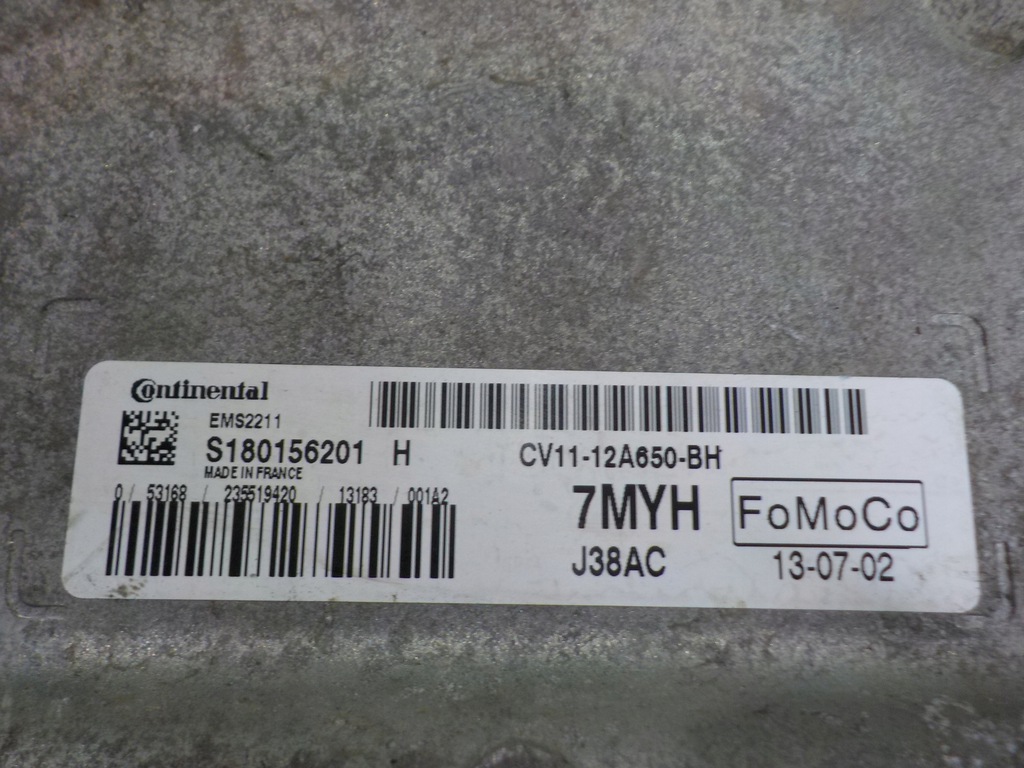 Continental
EMS2211
S180156201 H
MADE IN FRANCE
0 / 53168 / 235519420 / 13183 / 001A2
CV11-12A650-BH
7MYH
FoMoCo
J38AC
13-07-02